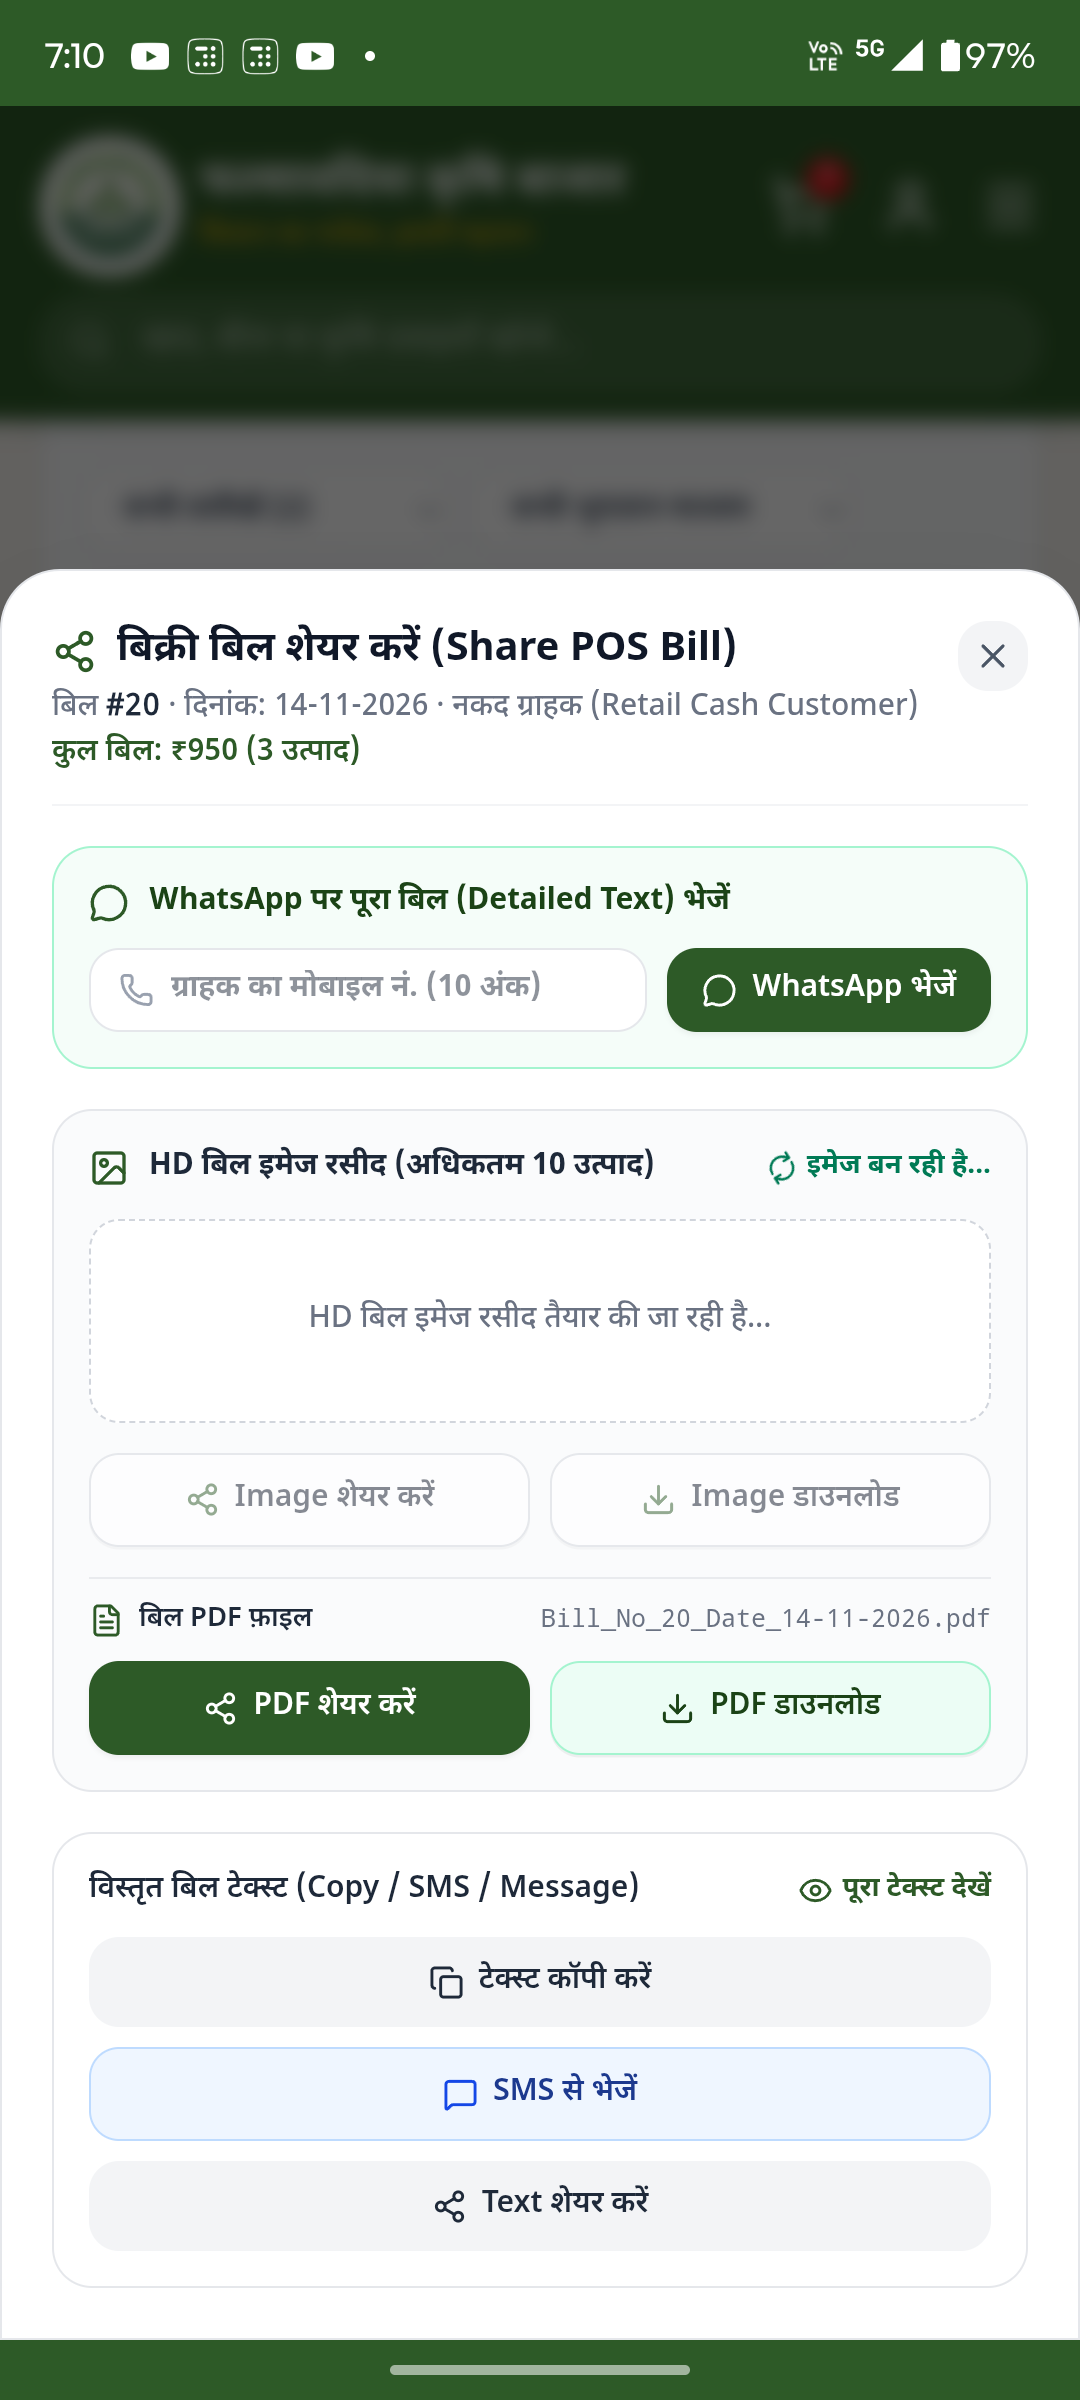 7:10
VoLTE 5G 97%
बिक्री बिल शेयर करें (Share POS Bill)
बिल #20 · दिनांक: 14-11-2026 · नकद ग्राहक (Retail Cash Customer)
कुल बिल: ₹950 (3 उत्पाद)
WhatsApp पर पूरा बिल (Detailed Text) भेजें
ग्राहक का मोबाइल नं. (10 अंक)
WhatsApp भेजें
HD बिल इमेज रसीद (अधिकतम 10 उत्पाद)
इमेज बन रही है...
HD बिल इमेज रसीद तैयार की जा रही है...
Image शेयर करें
Image डाउनलोड
बिल PDF फ़ाइल
Bill_No_20_Date_14-11-2026.pdf
PDF शेयर करें
PDF डाउनलोड
विस्तृत बिल टेक्स्ट (Copy / SMS / Message)
पूरा टेक्स्ट देखें
टेक्स्ट कॉपी करें
SMS से भेजें
Text शेयर करें